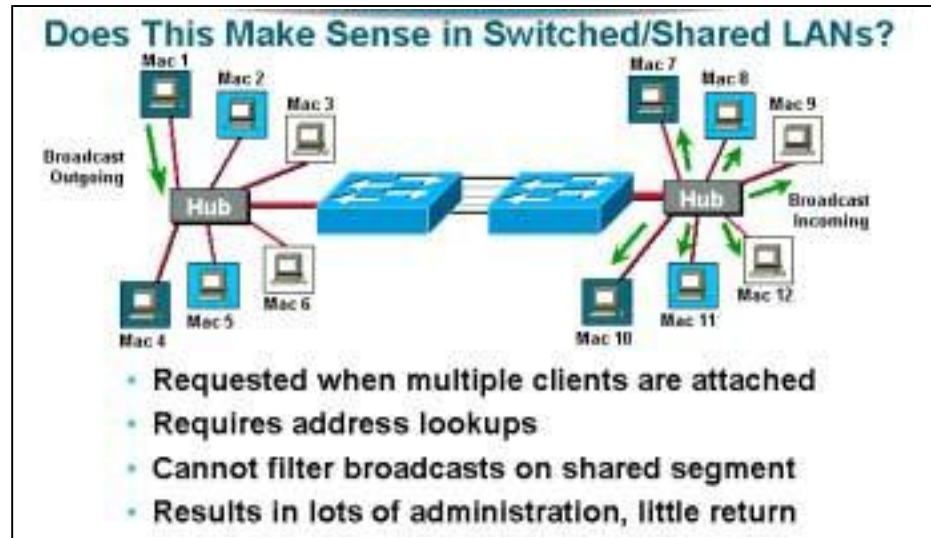 Does This Make Sense in Switched/Shared LANs?
Mac 1
Mac 2
Mac 3
Mac 7
Mac 8
Mac 9
Broadcast
Outgoing
Hub
Hub
Broadcast
Incoming
Mac 4
Mac 5
Mac 6
Mac 10
Mac 11
Mac 12
• Requested when multiple clients are attached
• Requires address lookups
• Cannot filter broadcasts on shared segment
• Results in lots of administration, little return